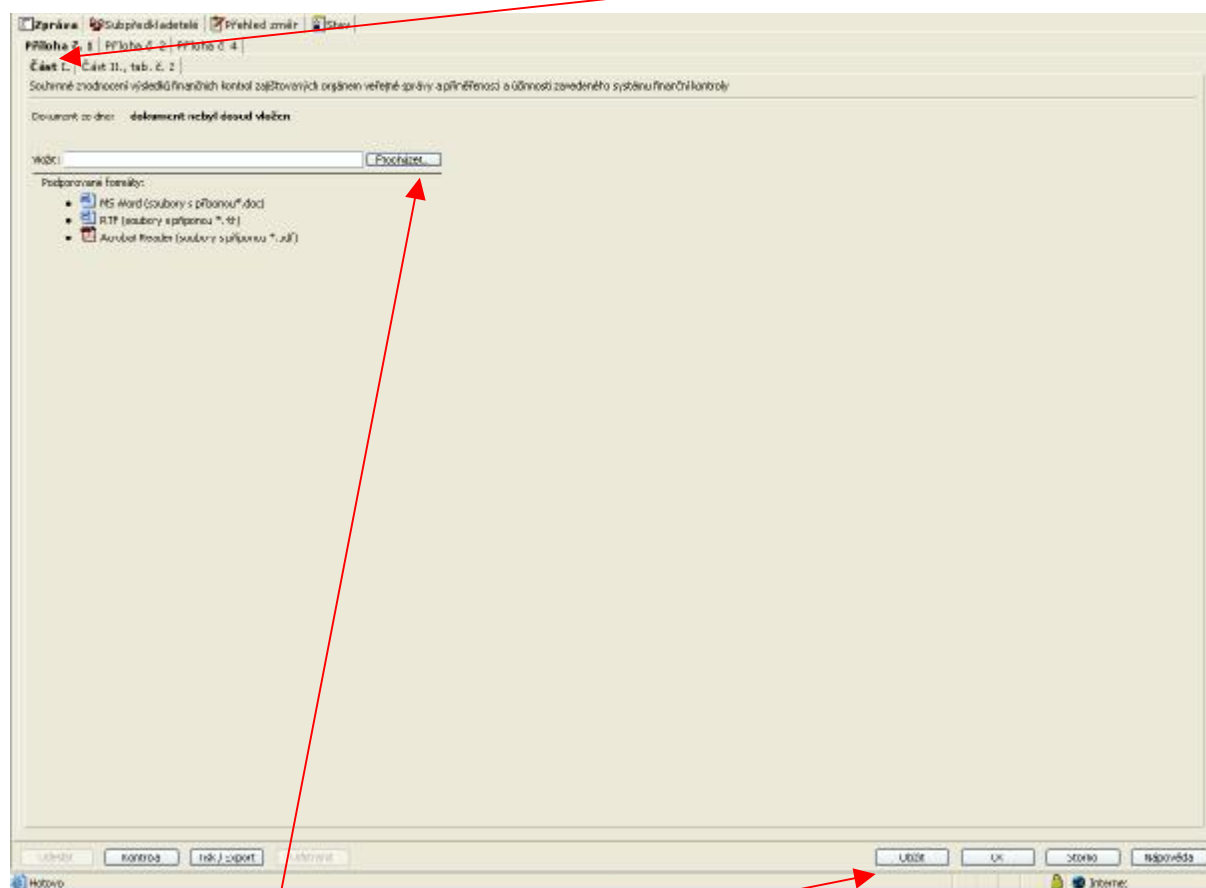 Zpráva Subpředkladatelé Přehled změn Stav
Příloha č. 1 Příloha č. 2 Příloha č. 4
Část I. Část II., tab. č. 2
Souhrnné zhodnocení výsledků finančních kontrol zajišťovaných orgánem veřejné správy a přiměřenosti a účinnosti zavedeného systému finanční kontroly
Dokument ze dne: dokument nebyl dosud vložen
Vložit: Procházet...
Podporované formáty:
MS Word (soubory s příponou *.doc)
RTF (soubory s příponou *.rtf)
Acrobat Reader (soubory s příponou *.pdf)
Kontrola Tisk / Export Uložit OK Storno Nápověda
Hotovo Internet